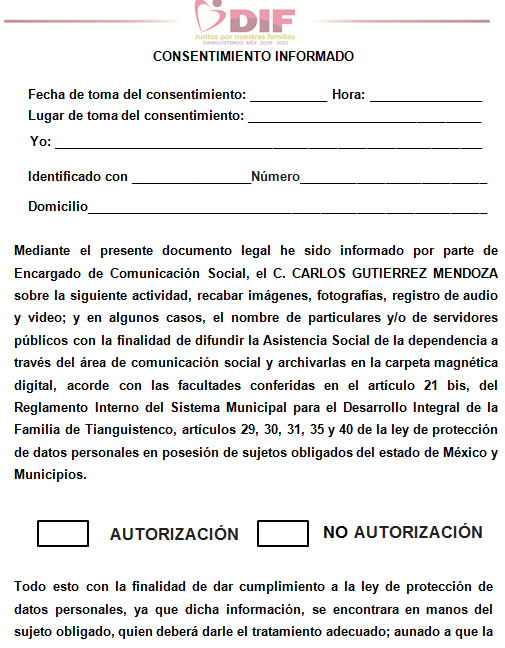 DIF
Juntos por nuestras familias
TIANGUISTENCO, MÉX. 2019 - 2021
CONSENTIMIENTO INFORMADO
Fecha de toma del consentimiento: __________ Hora: _______________
Lugar de toma del consentimiento: _______________________________
Yo: _________________________________________________________
Identificado con ________________Número_________________________
Domicilio_____________________________________________________
Mediante el presente documento legal he sido informado por parte de
Encargado de Comunicación Social, el C. CARLOS GUTIERREZ MENDOZA
sobre la siguiente actividad, recabar imágenes, fotografías, registro de audio
y video; y en algunos casos, el nombre de particulares y/o de servidores
públicos con la finalidad de difundir la Asistencia Social de la dependencia a
través del área de comunicación social y archivarlas en la carpeta magnética
digital, acorde con las facultades conferidas en el artículo 21 bis, del
Reglamento Interno del Sistema Municipal para el Desarrollo Integral de la
Familia de Tianguistenco, artículos 29, 30, 31, 35 y 40 de la ley de protección
de datos personales en posesión de sujetos obligados del estado de México y
Municipios.
AUTORIZACIÓN NO AUTORIZACIÓN
Todo esto con la finalidad de dar cumplimiento a la ley de protección de
datos personales, ya que dicha información, se encontrara en manos del
sujeto obligado, quien deberá darle el tratamiento adecuado; aunado a que la